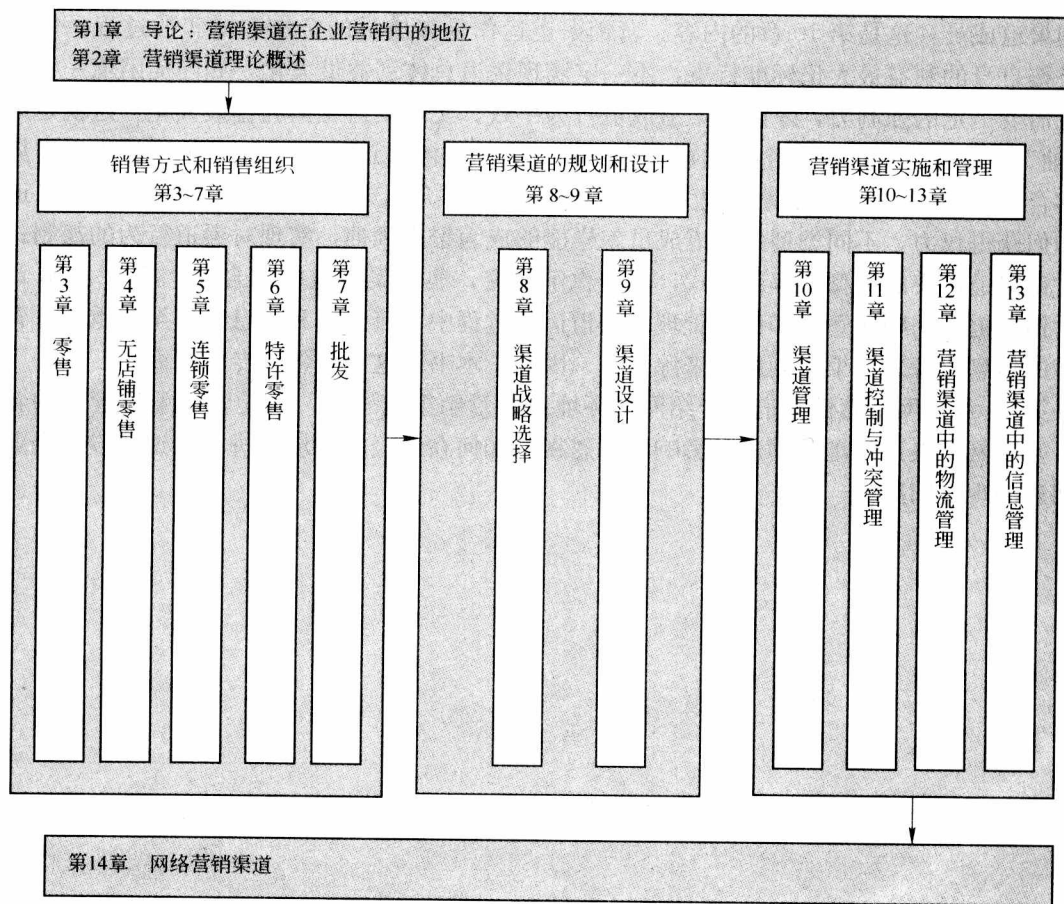 第1章 导论：营销渠道在企业营销中的地位
第2章 营销渠道理论概述
销售方式和销售组织
第3~7章
第3章 零售
第4章 无店铺零售
第5章 连锁零售
第6章 特许零售
第7章 批发
营销渠道的规划和设计
第8~9章
第8章 渠道战略选择
第9章 渠道设计
营销渠道实施和管理
第10~13章
第10章 渠道管理
第11章 渠道控制与冲突管理
第12章 营销渠道中的物流管理
第13章 营销渠道中的信息管理
第14章 网络营销渠道